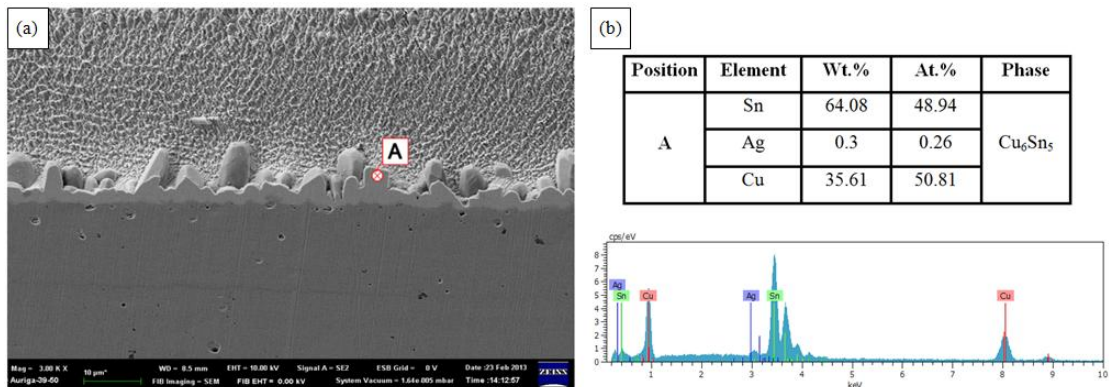 (a)
A
Mag = 3.00 K X
WD = 8.5 mm
EHT = 10.00 kV
Signal A = SE2
ESB Grid = 0 V
Date :23 Feb 2013
Auriga-39-50
10 µm
FIB Imaging = SEM
FIB EHT = 0.00 kV
System Vacuum = 1.64e-005 mbar
Time :14:12:57
ZEISS
(b)
Position Element Wt.% At.% Phase
A
Sn 64.08 48.94
Ag 0.3 0.26
Cu 35.61 50.81
Cu₆Sn₅
cps/eV
8
7
6
5
4
3
2
1
0
Ag
Sn
Cu
Ag
Sn
Cu
1 2 3 4 5 6 7 8 9 10
keV